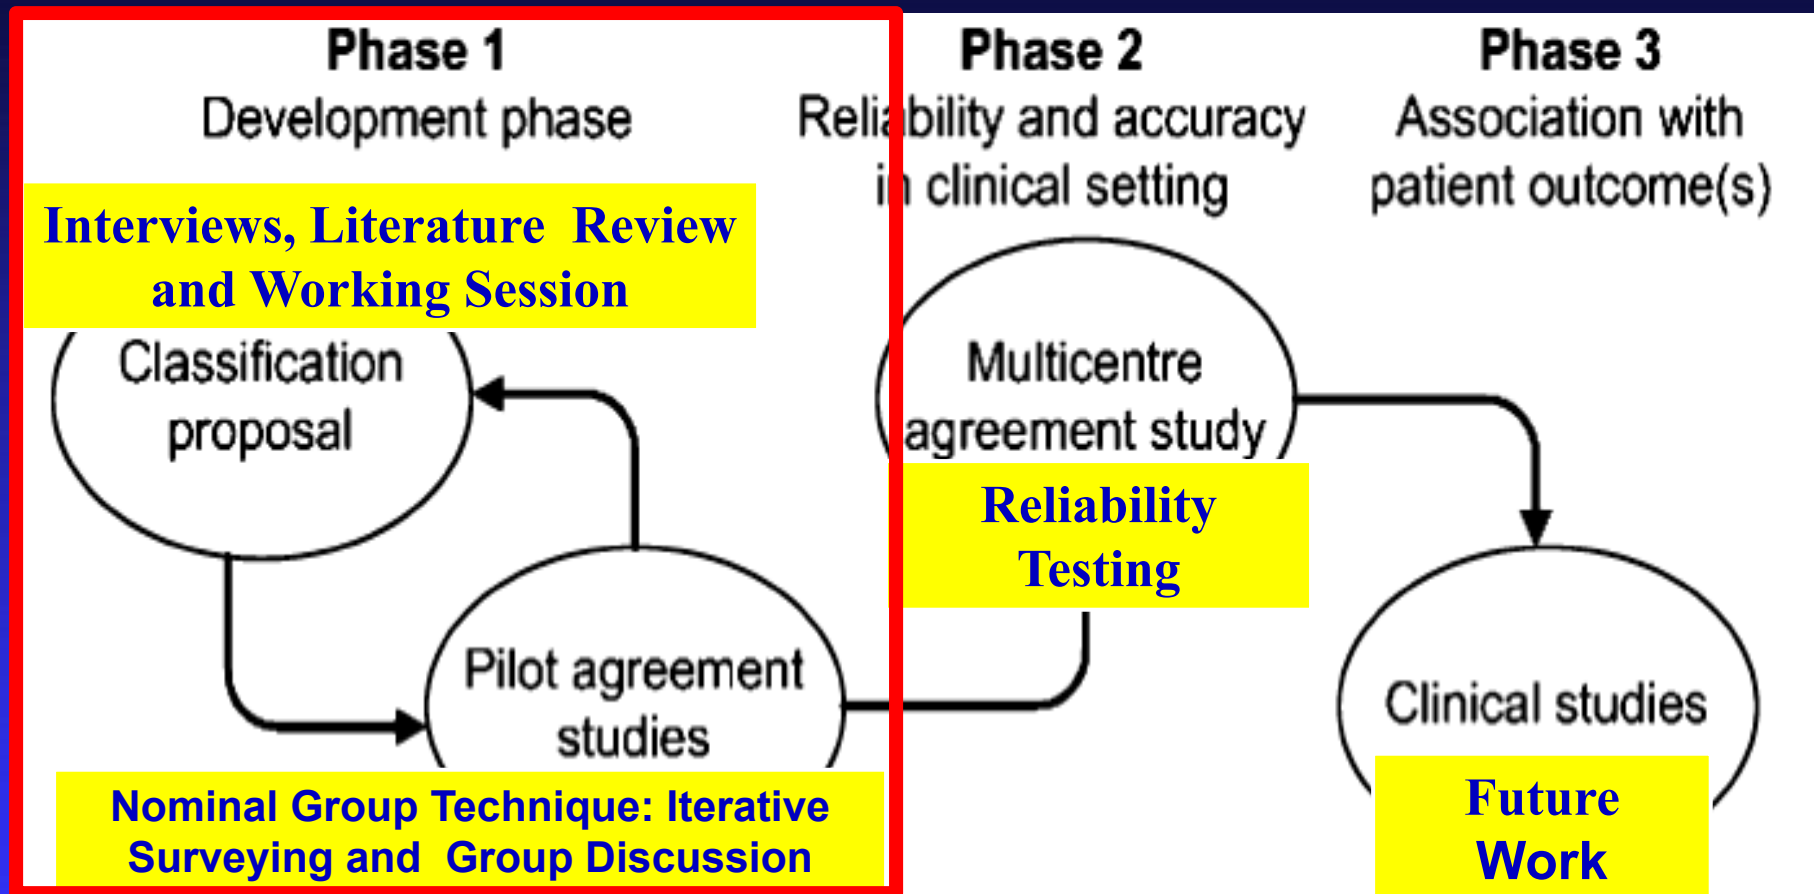 Phase 1
Development phase
Interviews, Literature Review
and Working Session
Classification
proposal
Pilot agreement
studies
Nominal Group Technique: Iterative
Surveying and Group Discussion
Phase 2
Reliability and accuracy
in clinical setting
Multicentre
agreement study
Reliability
Testing
Phase 3
Association with
patient outcome(s)
Clinical studies
Future
Work